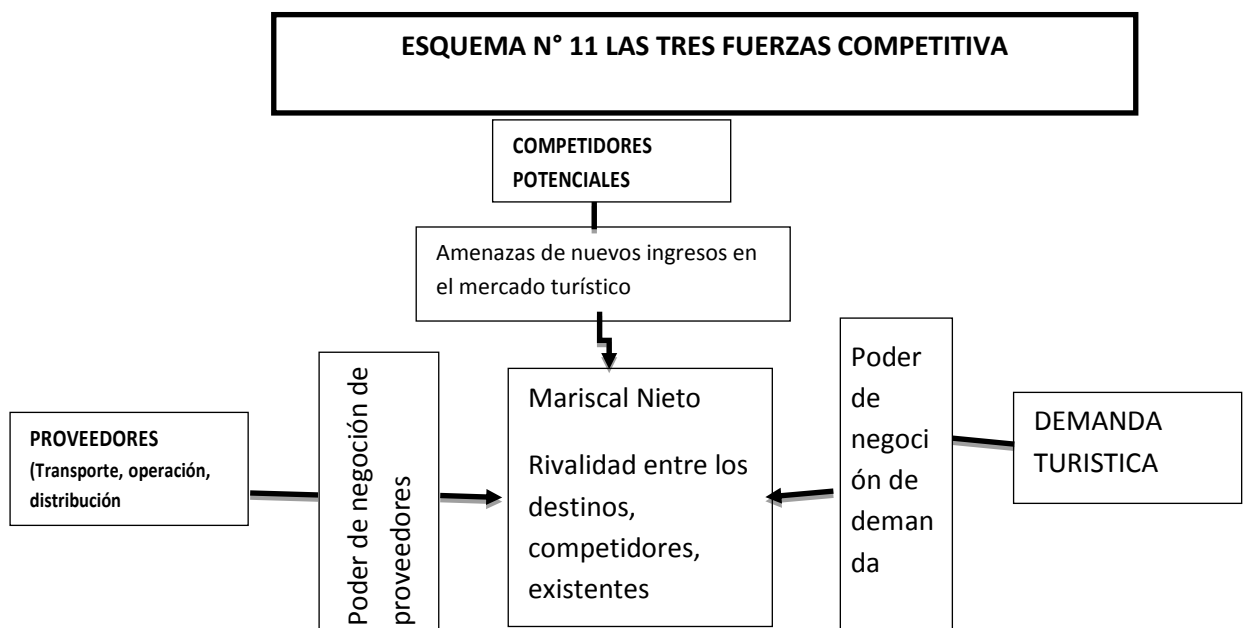 ESQUEMA N° 11 LAS TRES FUERZAS COMPETITIVA
COMPETIDORES
POTENCIALES
Amenazas de nuevos ingresos en
el mercado turístico
PROVEEDORES
(Transporte, operación,
distribución
Poder de negoción de
proveedores
Mariscal Nieto
Rivalidad entre los
destinos,
competidores,
existentes
Poder
de
negoci
ón de
deman
da
DEMANDA
TURISTICA